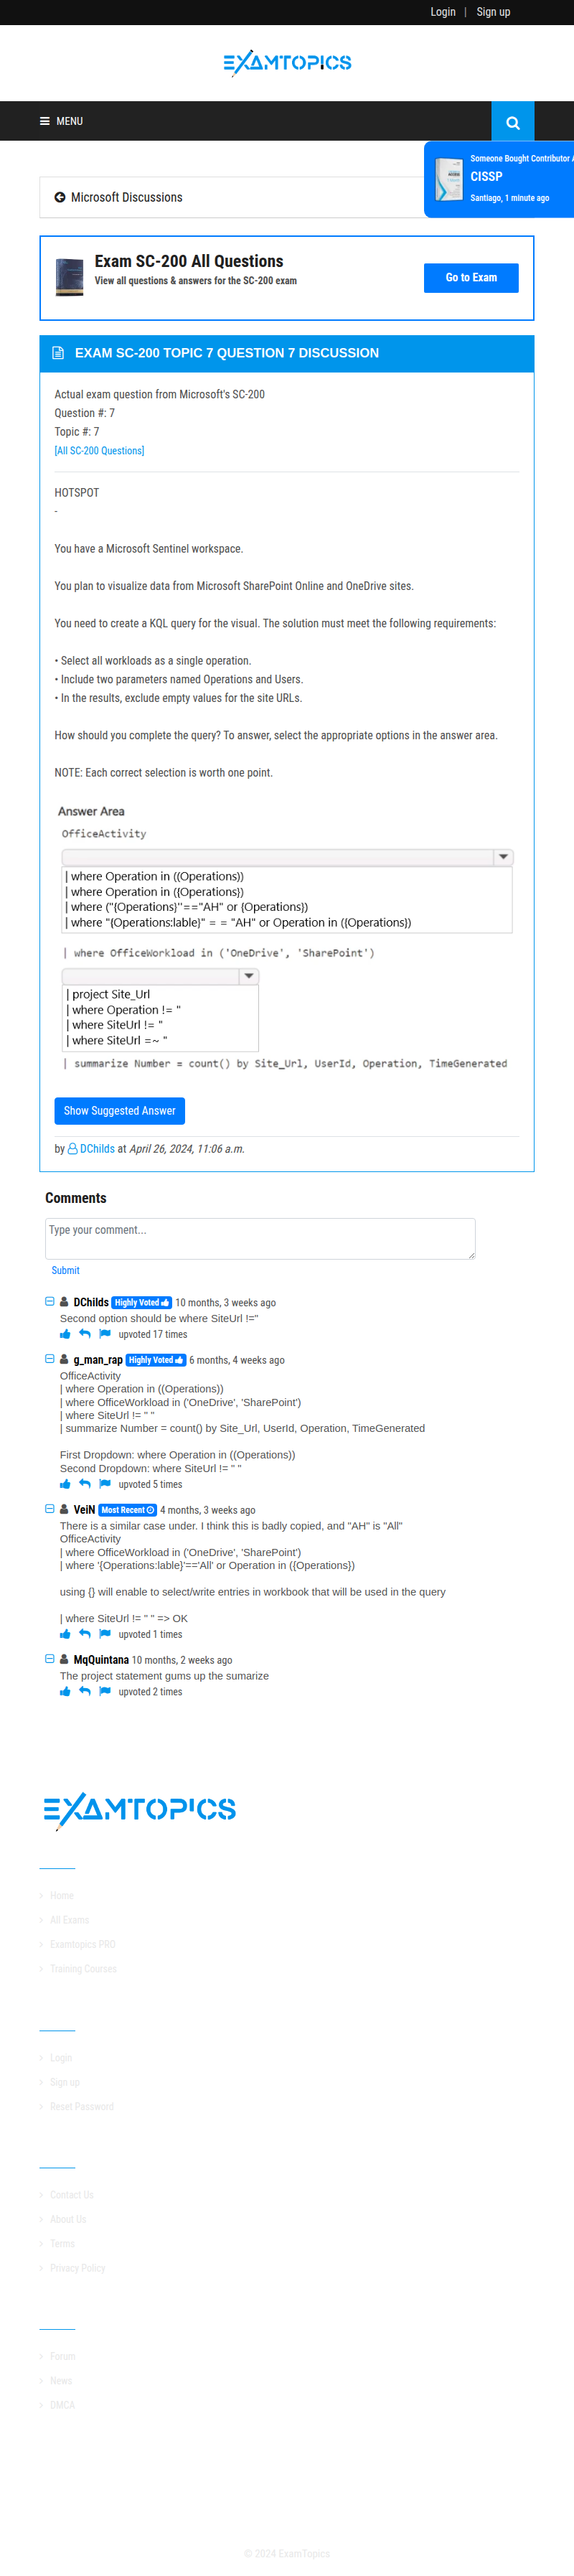 Login | Sign up
EXAMTOPICS
MENU
Someone Bought Contributor A
CISSP
Santiago, 1 minute ago
Microsoft Discussions
Exam SC-200 All Questions
View all questions & answers for the SC-200 exam
Go to Exam
EXAM SC-200 TOPIC 7 QUESTION 7 DISCUSSION
Actual exam question from Microsoft's SC-200
Question #: 7
Topic #: 7
[All SC-200 Questions]
HOTSPOT
-
You have a Microsoft Sentinel workspace.
You plan to visualize data from Microsoft SharePoint Online and OneDrive sites.
You need to create a KQL query for the visual. The solution must meet the following requirements:
• Select all workloads as a single operation.
• Include two parameters named Operations and Users.
• In the results, exclude empty values for the site URLs.
How should you complete the query? To answer, select the appropriate options in the answer area.
NOTE: Each correct selection is worth one point.
Answer Area
OfficeActivity
| where Operation in ((Operations))
| where Operation in ({Operations})
| where ("{Operations}''=="AH" or {Operations})
| where "{Operations:lable}" = = "AH" or Operation in ({Operations})
| where OfficeWorkload in ('OneDrive', 'SharePoint')
| project Site_Url
| where Operation != ''
| where SiteUrl != ''
| where SiteUrl =~ ''
| summarize Number = count() by Site_Url, UserId, Operation, TimeGenerated
Show Suggested Answer
by DChilds at April 26, 2024, 11:06 a.m.
Comments
Type your comment...
Submit
DChilds Highly Voted 10 months, 3 weeks ago
Second option should be where SiteUrl !=''
upvoted 17 times
g_man_rap Highly Voted 6 months, 4 weeks ago
OfficeActivity
| where Operation in ((Operations))
| where OfficeWorkload in ('OneDrive', 'SharePoint')
| where SiteUrl != " "
| summarize Number = count() by Site_Url, UserId, Operation, TimeGenerated
First Dropdown: where Operation in ((Operations))
Second Dropdown: where SiteUrl != " "
upvoted 5 times
VeiN Most Recent 4 months, 3 weeks ago
There is a similar case under. I think this is badly copied, and "AH" is "All"
OfficeActivity
| where OfficeWorkload in ('OneDrive', 'SharePoint')
| where '{Operations:lable}'=='All' or Operation in ({Operations})
using {} will enable to select/write entries in workbook that will be used in the query
| where SiteUrl != " " => OK
upvoted 1 times
MqQuintana 10 months, 2 weeks ago
The project statement gums up the sumarize
upvoted 2 times
EXAMTOPICS
Home
All Exams
Examtopics PRO
Training Courses
Login
Sign up
Reset Password
Contact Us
About Us
Terms
Privacy Policy
Forum
News
DMCA
© 2024 ExamTopics